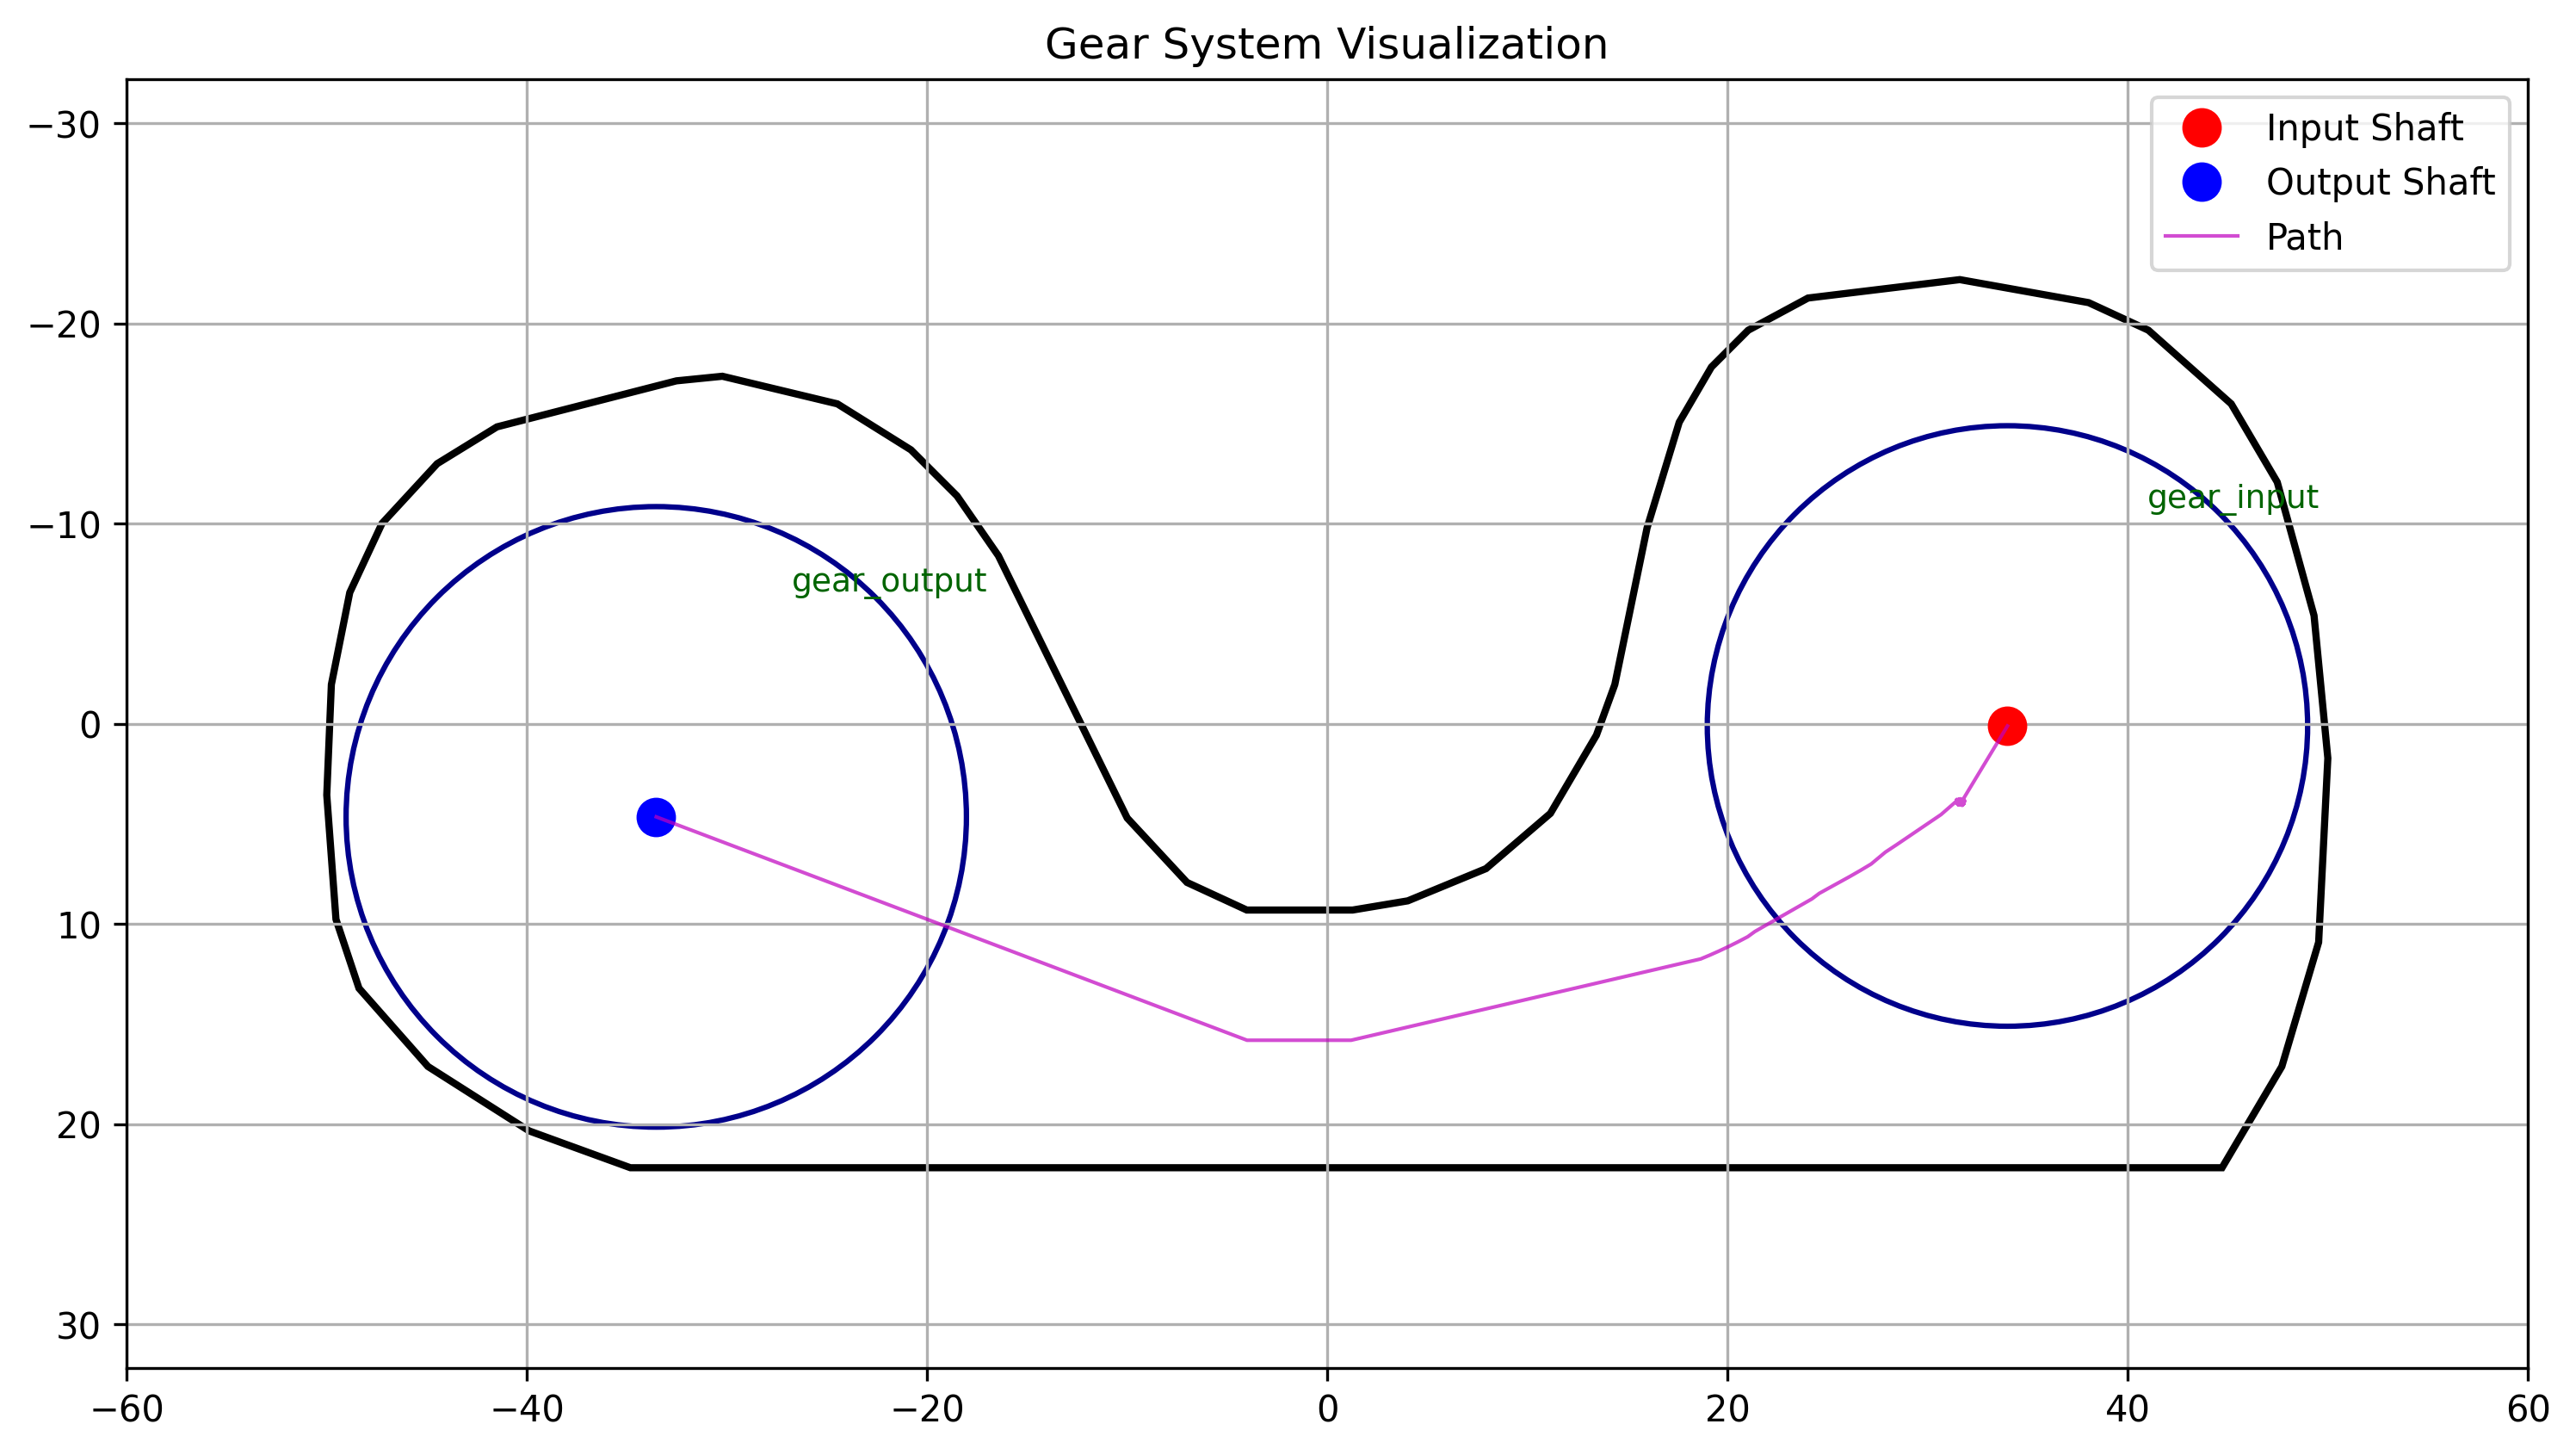 Gear System Visualization
Input Shaft
Output Shaft
Path
gear_input
gear_output
−30
−20
−10
0
10
20
30
−60
−40
−20
0
20
40
60